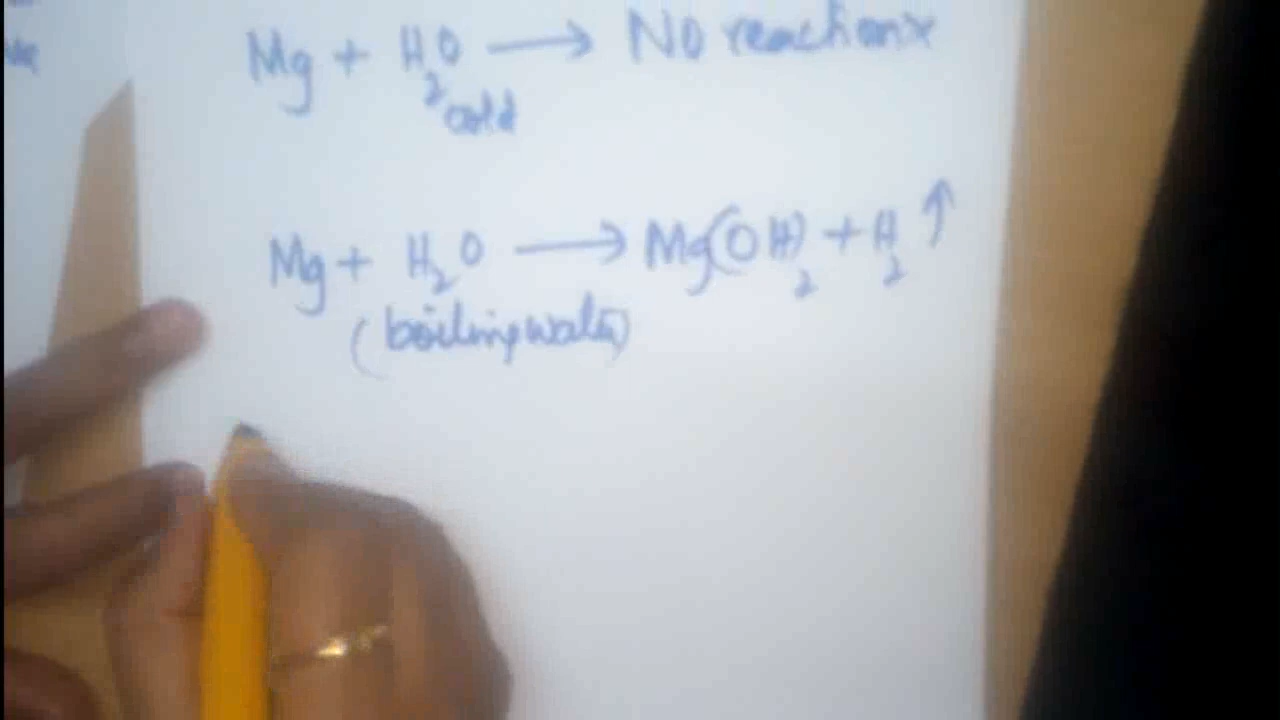 Mg + H₂O → No reaction x
cold
Mg + H₂O → Mg(OH)₂ + H₂ ↑
(boiling water)